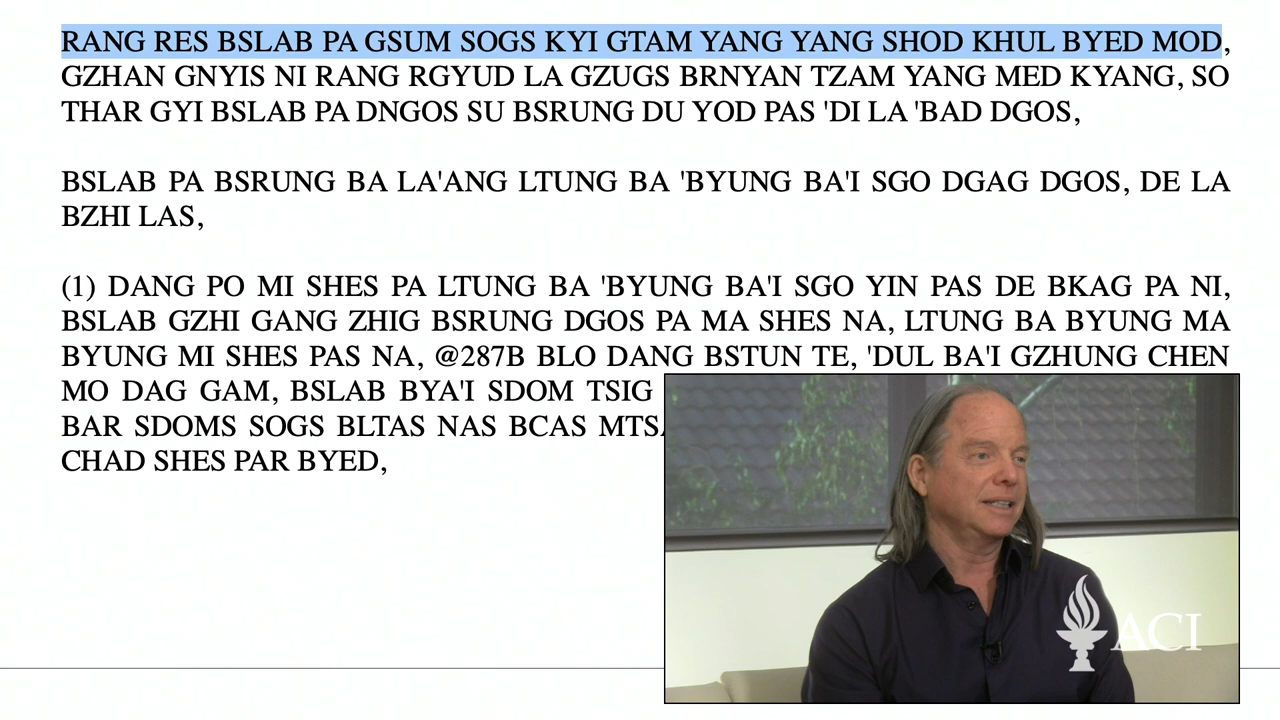 RANG RES BSLAB PA GSUM SOGS KYI GTAM YANG YANG SHOD KHUL BYED MOD,
GZHAN GNYIS NI RANG RGYUD LA GZUGS BRNYAN TZAM YANG MED KYANG, SO
THAR GYI BSLAB PA DNGOS SU BSRUNG DU YOD PAS 'DI LA 'BAD DGOS,
BSLAB PA BSRUNG BA LA'ANG LTUNG BA 'BYUNG BA'I SGO DGAG DGOS, DE LA
BZHI LAS,
(1) DANG PO MI SHES PA LTUNG BA 'BYUNG BA'I SGO YIN PAS DE BKAG PA NI,
BSLAB GZHI GANG ZHIG BSRUNG DGOS PA MA SHES NA, LTUNG BA BYUNG MA
BYUNG MI SHES PAS NA, @287B BLO DANG BSTUN TE, 'DUL BA'I GZHUNG CHEN
MO DAG GAM, BSLAB BYA'I SDOM TSIG
BAR SDOMS SOGS BLTAS NAS BCAS
CHAD SHES PAR BYED,
ACI